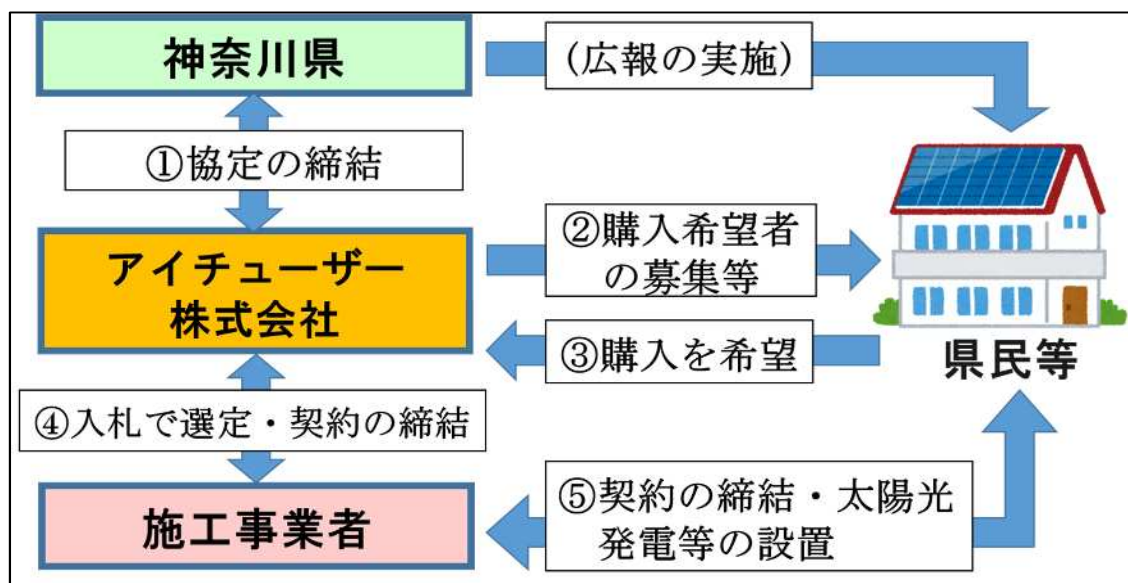 神奈川県
(広報の実施)
①協定の締結
アイチューザー
株式会社
②購入希望者
の募集等
③購入を希望
県民等
④入札で選定・契約の締結
施工事業者
⑤契約の締結・太陽光
発電等の設置